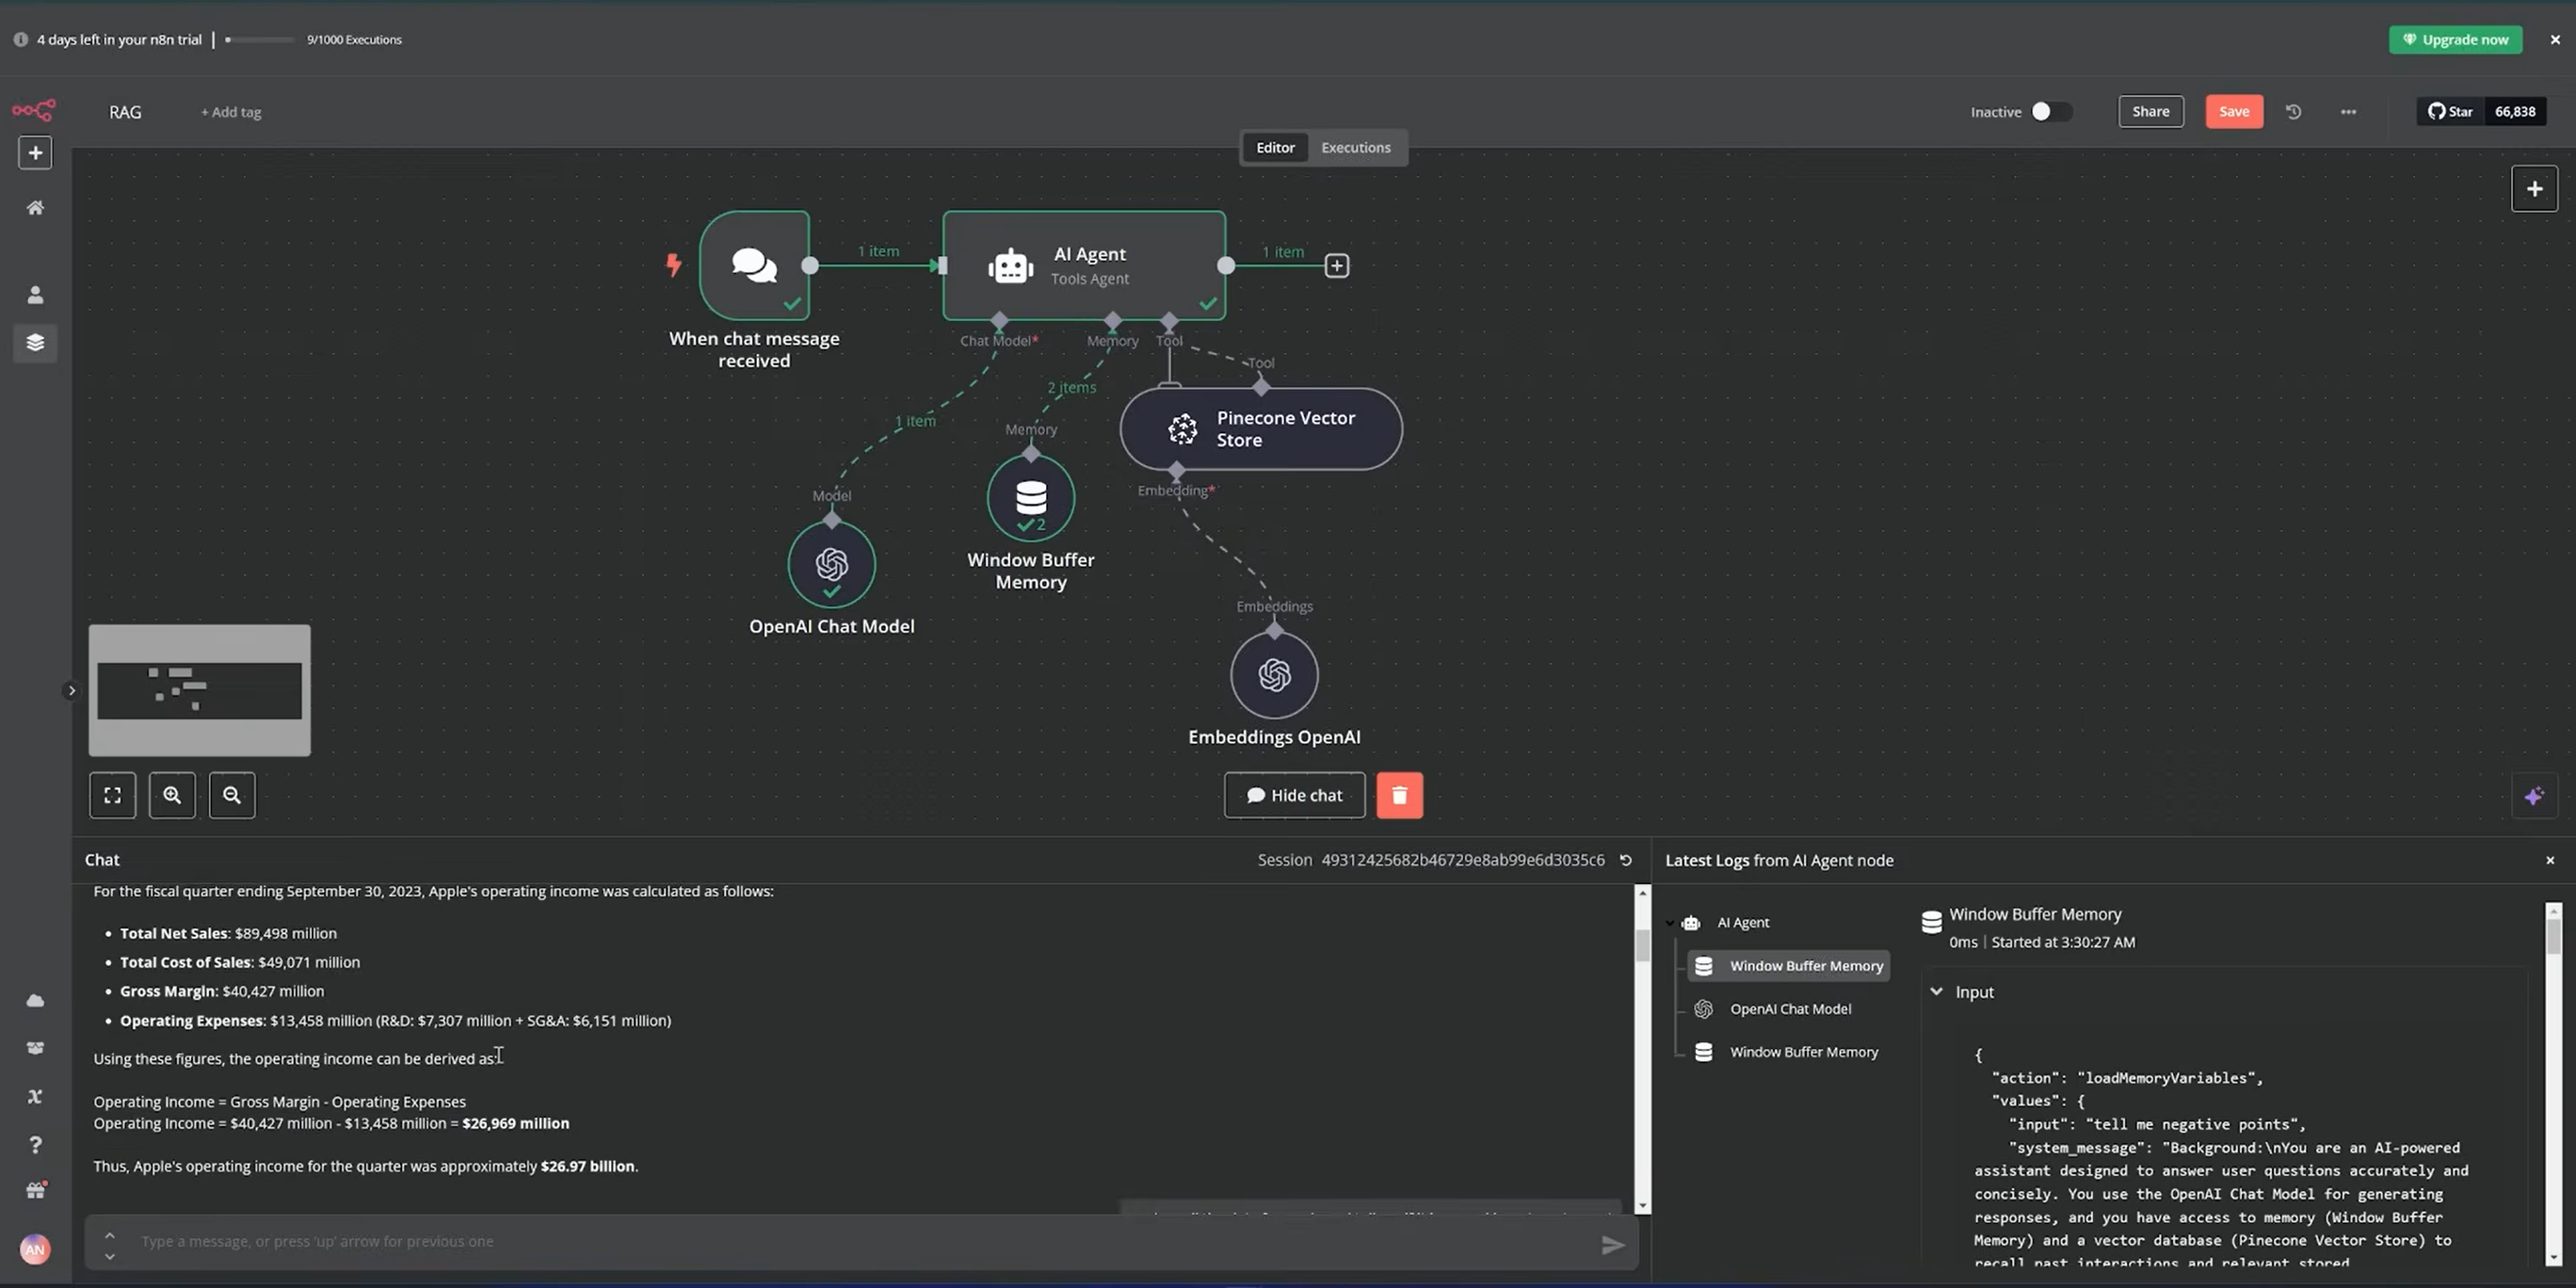 4 days left in your n8n trial
9/1000 Executions
Upgrade now
RAG
+ Add tag
Inactive
Share
Save
Star
66,838
Editor
Executions
1 item
AI Agent
Tools Agent
1 item
When chat message
received
Chat Model*
Memory
Tool
Tool
2 items
1 item
Pinecone Vector
Store
Memory
Embedding*
Model
2
Window Buffer
Memory
OpenAI Chat Model
Embeddings
Embeddings OpenAI
Hide chat
Chat
Session 49312425682b46729e8ab99e6d3035c6
For the fiscal quarter ending September 30, 2023, Apple's operating income was calculated as follows:
• Total Net Sales: $89,498 million
• Total Cost of Sales: $49,071 million
• Gross Margin: $40,427 million
• Operating Expenses: $13,458 million (R&D: $7,307 million + SG&A: $6,151 million)
Using these figures, the operating income can be derived as:
Operating Income = Gross Margin - Operating Expenses
Operating Income = $40,427 million - $13,458 million = $26,969 million
Thus, Apple's operating income for the quarter was approximately $26.97 billion.
Type a message, or press 'up' arrow for previous one
AN
Latest Logs from AI Agent node
AI Agent
Window Buffer Memory
OpenAI Chat Model
Window Buffer Memory
Window Buffer Memory
0ms | Started at 3:30:27 AM
Input
{
"action": "loadMemoryVariables",
"values": {
"input": "tell me negative points",
"system_message": "Background:\nYou are an AI-powered
assistant designed to answer user questions accurately and
concisely. You use the OpenAI Chat Model for generating
responses, and you have access to memory (Window Buffer
Memory) and a vector database (Pinecone Vector Store) to
recall past interactions and relevant stored